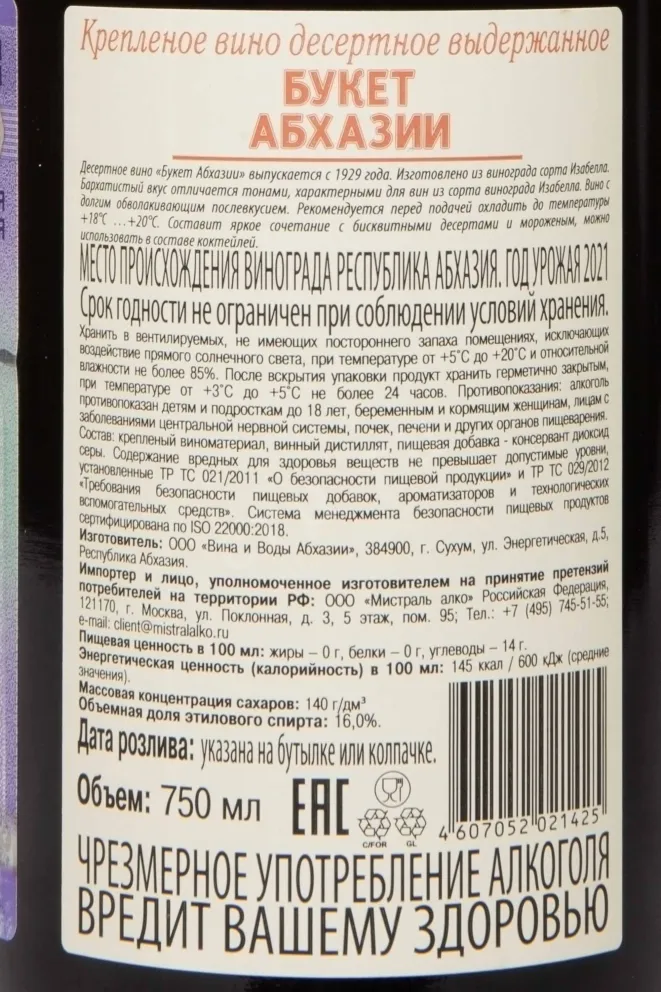 Крепленое вино десертное выдержанное
БУКЕТ
АБХАЗИИ
Десертное вино «Букет Абхазии» выпускается с 1929 года. Изготовлено из винограда сорта Изабелла.
Бархатистый вкус отличается тонами, характерными для вин из сорта винограда Изабелла. Вино с
долгим обволакивающим послевкусием. Рекомендуется перед подачей охладить до температуры
+18°C ...+20°C. Составит яркое сочетание с бисквитными десертами и мороженым, можно
использовать в составе коктейлей.
МЕСТО ПРОИСХОЖДЕНИЯ ВИНОГРАДА РЕСПУБЛИКА АБХАЗИЯ. ГОД УРОЖАЯ 2021
Срок годности не ограничен при соблюдении условий хранения.
Хранить в вентилируемых, не имеющих постороннего запаха помещениях, исключающих
воздействие прямого солнечного света, при температуре от +5°C до +20°C и относительной
влажности не более 85%. После вскрытия упаковки продукт хранить герметично закрытым,
при температуре от +3°C до +5°C не более 24 часов. Противопоказания: алкоголь
противопоказан детям и подросткам до 18 лет, беременным и кормящим женщинам, лицам с
заболеваниями центральной нервной системы, почек, печени и других органов пищеварения.
Состав: крепленый виноматериал, винный дистиллят, пищевая добавка - консервант диоксид
серы. Содержание вредных для здоровья веществ не превышает допустимые уровни,
установленные ТР ТС 021/2011 «О безопасности пищевой продукции» и ТР ТС 029/2012
«Требования безопасности пищевых добавок, ароматизаторов и технологических
вспомогательных средств». Система менеджмента безопасности пищевых продуктов
сертифицирована по ISO 22000:2018.
Изготовитель: ООО «Вина и Воды Абхазии», 384900, г. Сухум, ул. Энергетическая, д.5,
Республика Абхазия.
Импортер и лицо, уполномоченное изготовителем на принятие претензий
потребителей на территории РФ: ООО «Мистраль алко» Российская Федерация,
121170, г. Москва, ул. Поклонная, д. 3, 5 этаж, пом. 95; Тел.: +7 (495) 745-51-55;
e-mail: client@mistralalko.ru
Пищевая ценность в 100 мл: жиры – 0 г, белки – 0 г, углеводы – 14 г.
Энергетическая ценность (калорийность) в 100 мл: 145 ккал / 600 кДж (средние
значения).
Массовая концентрация сахаров: 140 г/дм³
Объемная доля этилового спирта: 16,0%.
Дата розлива: указана на бутылке или колпачке.
Объем: 750 мл
EAC
C/FOR GL
4 607052 021425
ЧРЕЗМЕРНОЕ УПОТРЕБЛЕНИЕ АЛКОГОЛЯ
ВРЕДИТ ВАШЕМУ ЗДОРОВЬЮ